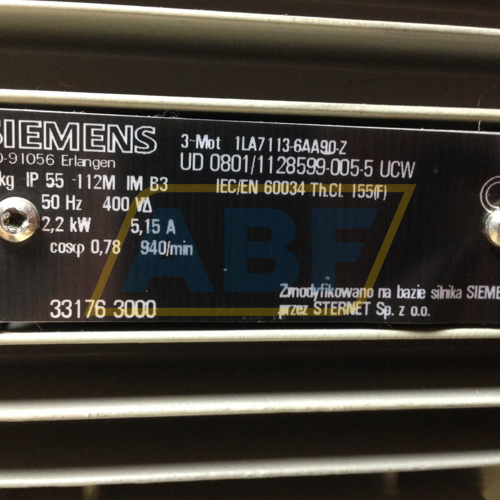 SIEMENS
3~Mot 1LA7113-6AA90-Z
D-91056 Erlangen
UD 0801/1128599-005-5 UCW
kg IP 55 112M IM B3
IEC/EN 60034 Th.Cl. 155(F)
50 Hz 400 V∆
2,2 kW 5,15 A
cosφ 0,78 940/min
ABF
33176 3000
Zmodyfikowano na bazie silnika SIEME
przez STERNET Sp. z o.o.